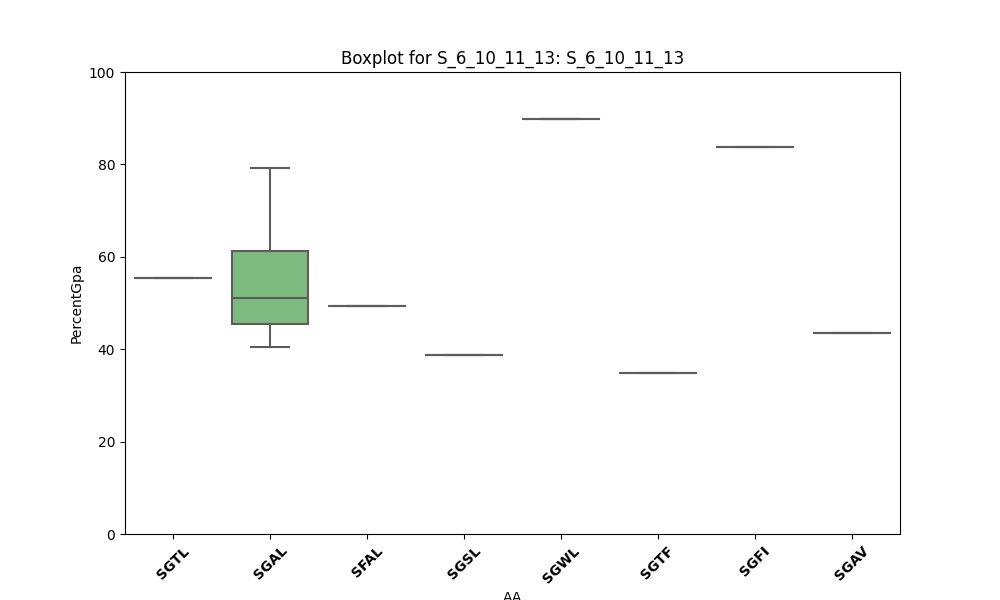 Boxplot for S_6_10_11_13: S_6_10_11_13
100
80
60
40
20
0
PercentGpa
SGTL
SGAL
SFAL
SGSL
SGWL
SGTF
SGFI
SGAV
AA